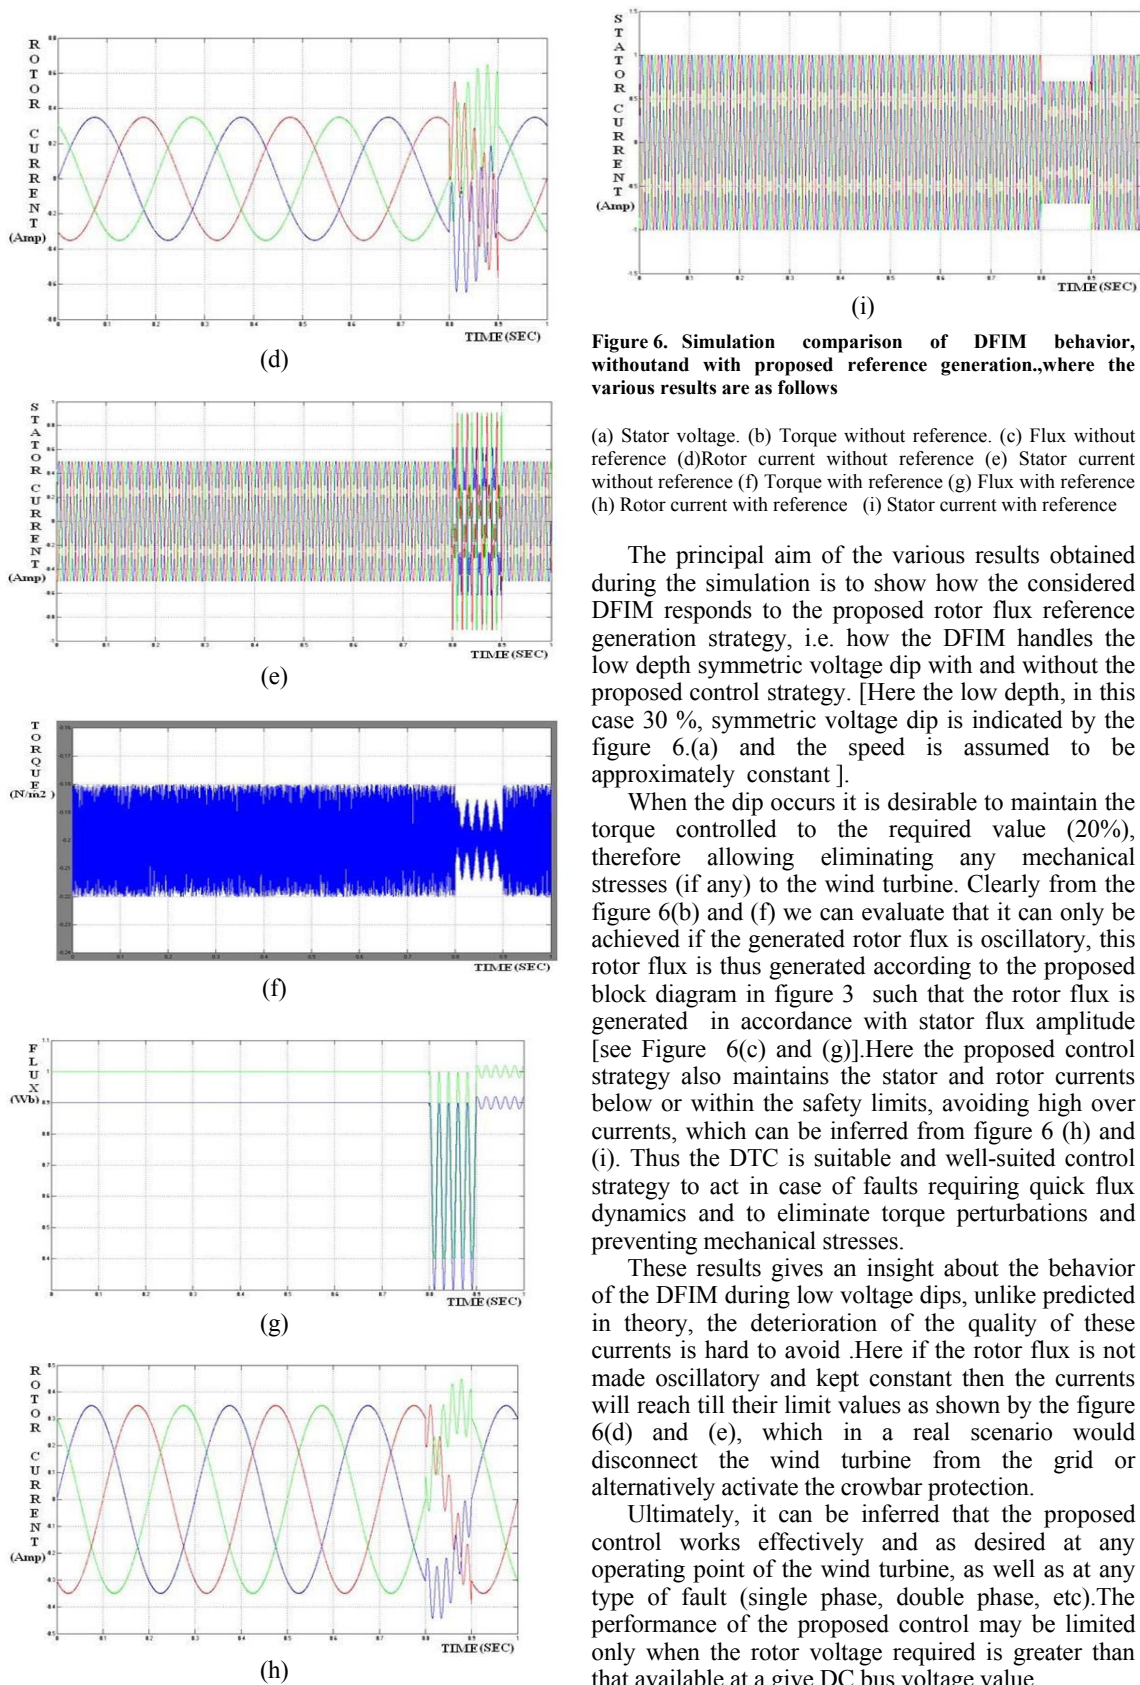 ROTOR CURRENT
(Amp)
TIME(SEC)
(d)
STATOR CURRENT
(Amp)
TIME(SEC)
(e)
TORQUE
(N/m2 )
TIME(SEC)
(f)
FLUX
(Wb)
TIME(SEC)
(g)
ROTOR CURRENT
(Amp)
(h)
STATOR CURRENT
(Amp)
TIME(SEC)
(i)
Figure 6. Simulation comparison of DFIM behavior,
withoutand with proposed reference generation.,where the
various results are as follows
(a) Stator voltage. (b) Torque without reference. (c) Flux without
reference (d)Rotor current without reference (e) Stator current
without reference (f) Torque with reference (g) Flux with reference
(h) Rotor current with reference (i) Stator current with reference
The principal aim of the various results obtained
during the simulation is to show how the considered
DFIM responds to the proposed rotor flux reference
generation strategy, i.e. how the DFIM handles the
low depth symmetric voltage dip with and without the
proposed control strategy. [Here the low depth, in this
case 30 %, symmetric voltage dip is indicated by the
figure 6.(a) and the speed is assumed to be
approximately constant ].
When the dip occurs it is desirable to maintain the
torque controlled to the required value (20%),
therefore allowing eliminating any mechanical
stresses (if any) to the wind turbine. Clearly from the
figure 6(b) and (f) we can evaluate that it can only be
achieved if the generated rotor flux is oscillatory, this
rotor flux is thus generated according to the proposed
block diagram in figure 3 such that the rotor flux is
generated in accordance with stator flux amplitude
[see Figure 6(c) and (g)].Here the proposed control
strategy also maintains the stator and rotor currents
below or within the safety limits, avoiding high over
currents, which can be inferred from figure 6 (h) and
(i). Thus the DTC is suitable and well-suited control
strategy to act in case of faults requiring quick flux
dynamics and to eliminate torque perturbations and
preventing mechanical stresses.
These results gives an insight about the behavior
of the DFIM during low voltage dips, unlike predicted
in theory, the deterioration of the quality of these
currents is hard to avoid .Here if the rotor flux is not
made oscillatory and kept constant then the currents
will reach till their limit values as shown by the figure
6(d) and (e), which in a real scenario would
disconnect the wind turbine from the grid or
alternatively activate the crowbar protection.
Ultimately, it can be inferred that the proposed
control works effectively and as desired at any
operating point of the wind turbine, as well as at any
type of fault (single phase, double phase, etc).The
performance of the proposed control may be limited
only when the rotor voltage required is greater than
that available at a give DC bus voltage value